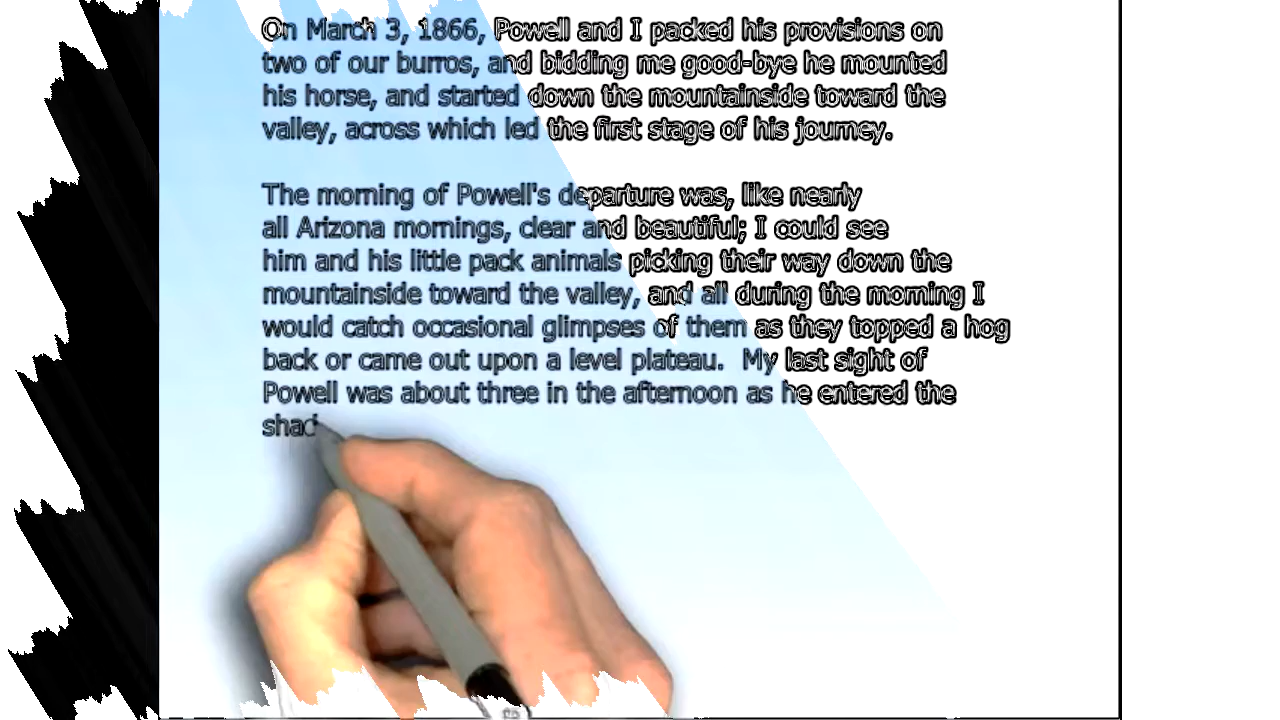 On March 3, 1866, Powell and I packed his provisions on
two of our burros, and bidding me good-bye he mounted
his horse, and started down the mountainside toward the
valley, across which led the first stage of his journey.
The morning of Powell's departure was, like nearly
all Arizona mornings, clear and beautiful; I could see
him and his little pack animals picking their way down the
mountainside toward the valley, and all during the morning I
would catch occasional glimpses of them as they topped a hog
back or came out upon a level plateau.  My last sight of
Powell was about three in the afternoon as he entered the
shad